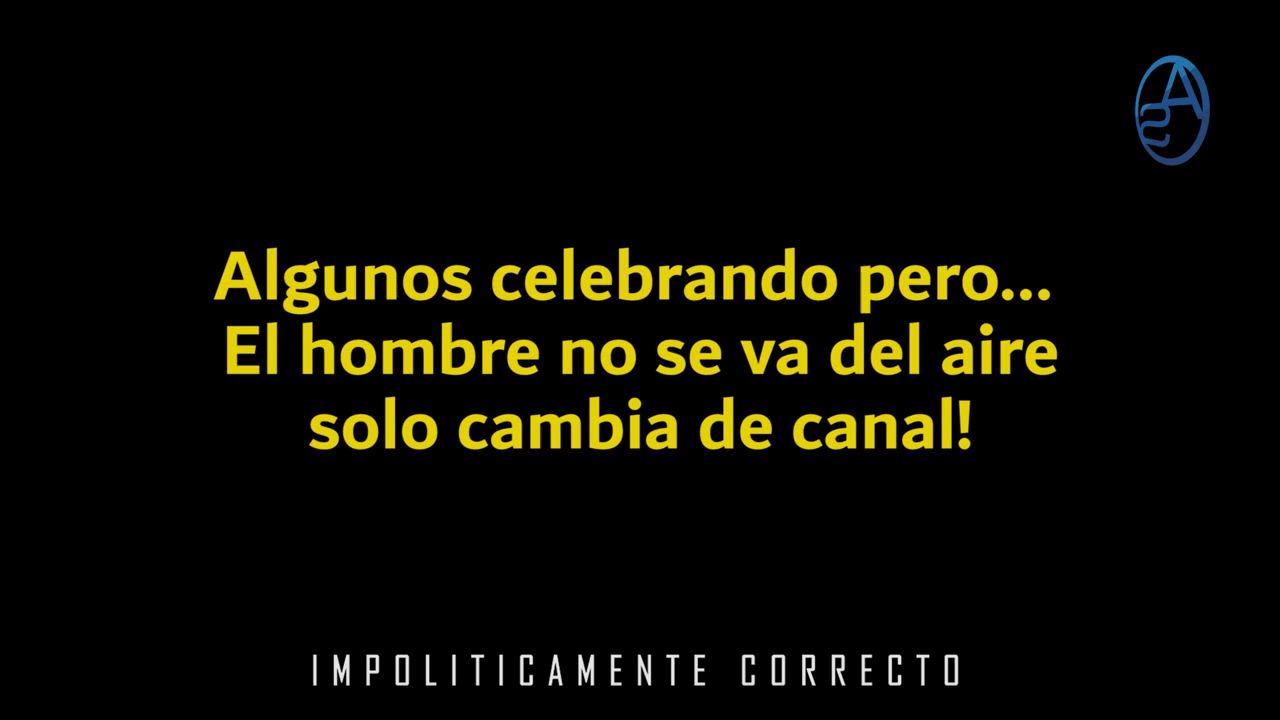 Algunos celebrando pero...
El hombre no se va del aire
solo cambia de canal!
IMPOLITICAMENTE CORRECTO